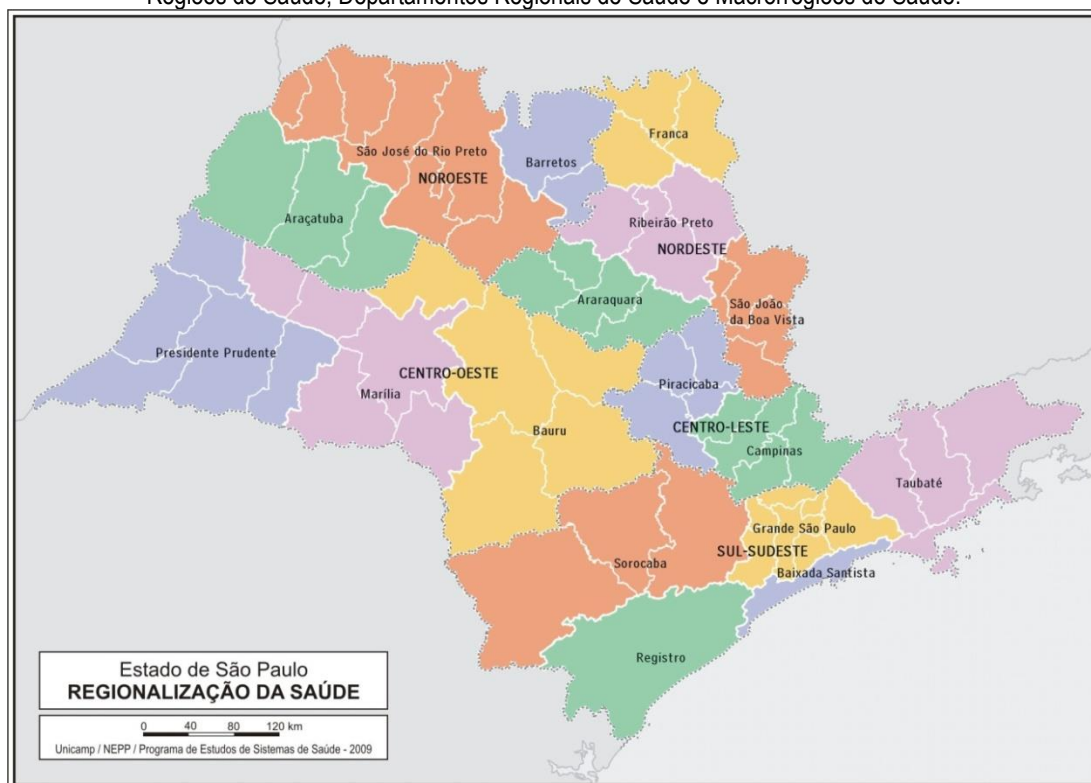 Regiões de Saúde, Departamentos Regionais de Saúde e Macrorregiões de Saúde.
São José do Rio Preto
NOROESTE
Barretos
Franca
Araçatuba
Ribeirão Preto
NORDESTE
Araraquara
São João
da Boa Vista
Presidente Prudente
CENTRO-OESTE
Marília
Piracicaba
Bauru
CENTRO-LESTE
Campinas
Taubaté
Grande São Paulo
SUL-SUDESTE
Sorocaba
Baixada Santista
Registro
Estado de São Paulo
REGIONALIZAÇÃO DA SAÚDE
0 40 80 120 km
Unicamp / NEPP / Programa de Estudos de Sistemas de Saúde - 2009